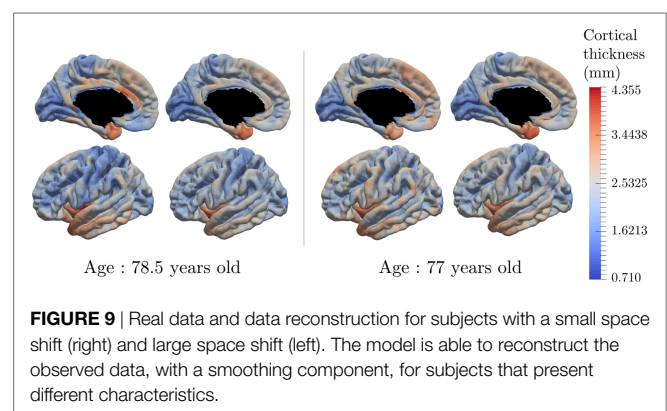 Cortical
thickness
(mm)
4.355
3.4438
2.5325
1.6213
0.710
Age : 78.5 years old
Age : 77 years old
FIGURE 9 | Real data and data reconstruction for subjects with a small space
shift (right) and large space shift (left). The model is able to reconstruct the
observed data, with a smoothing component, for subjects that present
different characteristics.